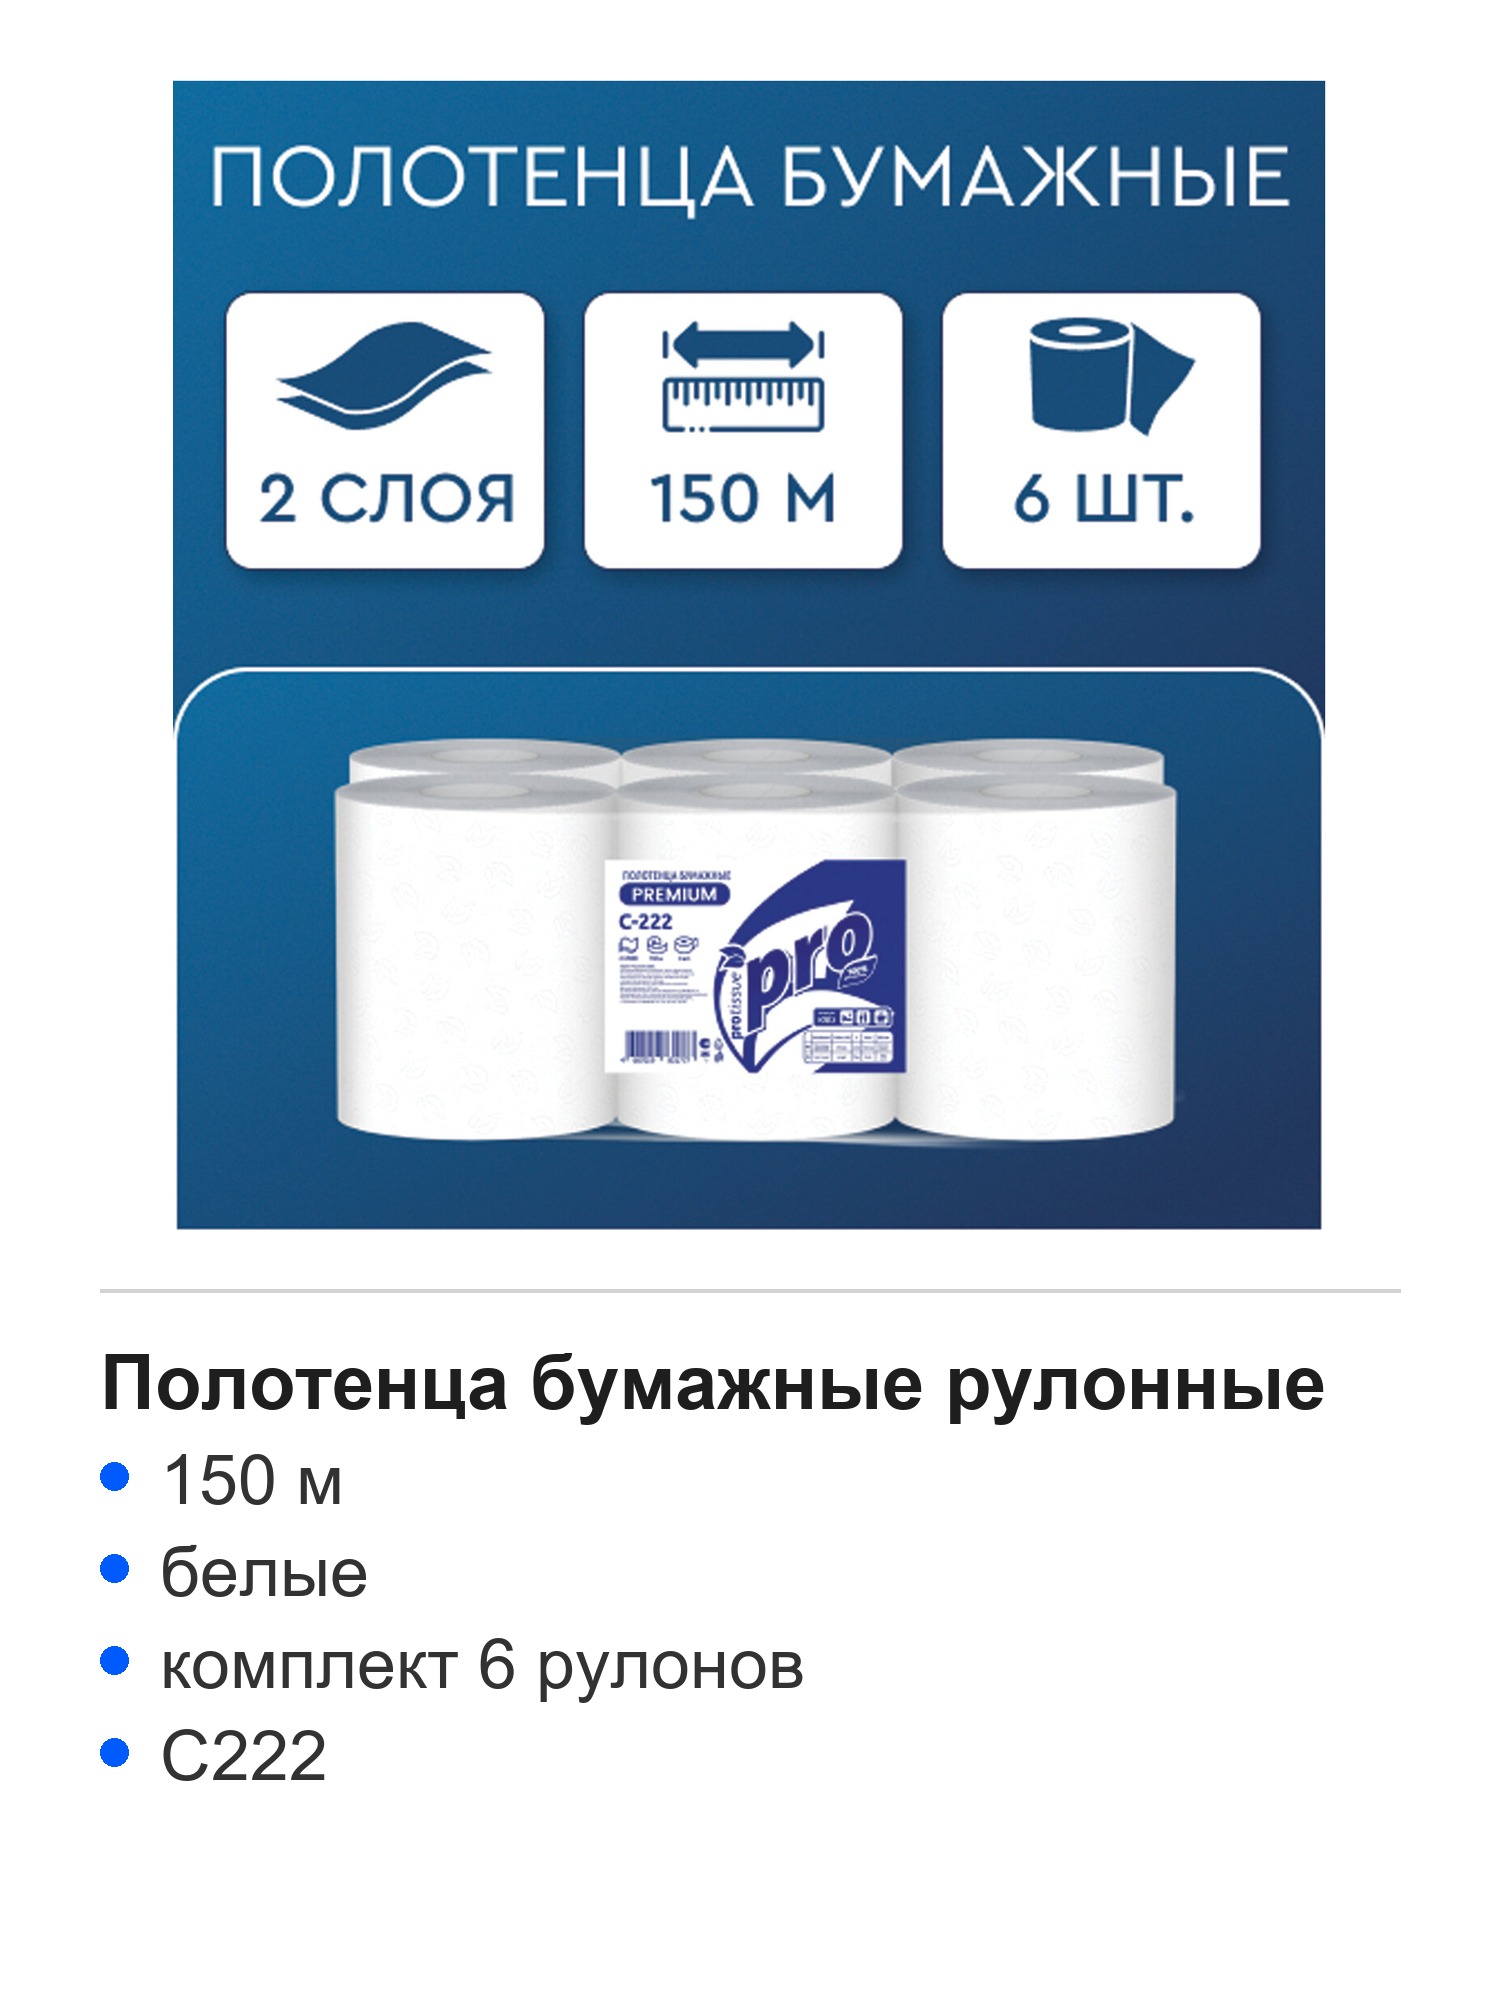 ПОЛОТЕНЦА БУМАЖНЫЕ
2 СЛОЯ
150 М
6 ШТ.
ПОЛОТЕНЦА БУМАЖНЫЕ
PREMIUM
С-222
protissue
pro
Полотенца бумажные рулонные
150 м
белые
комплект 6 рулонов
С222